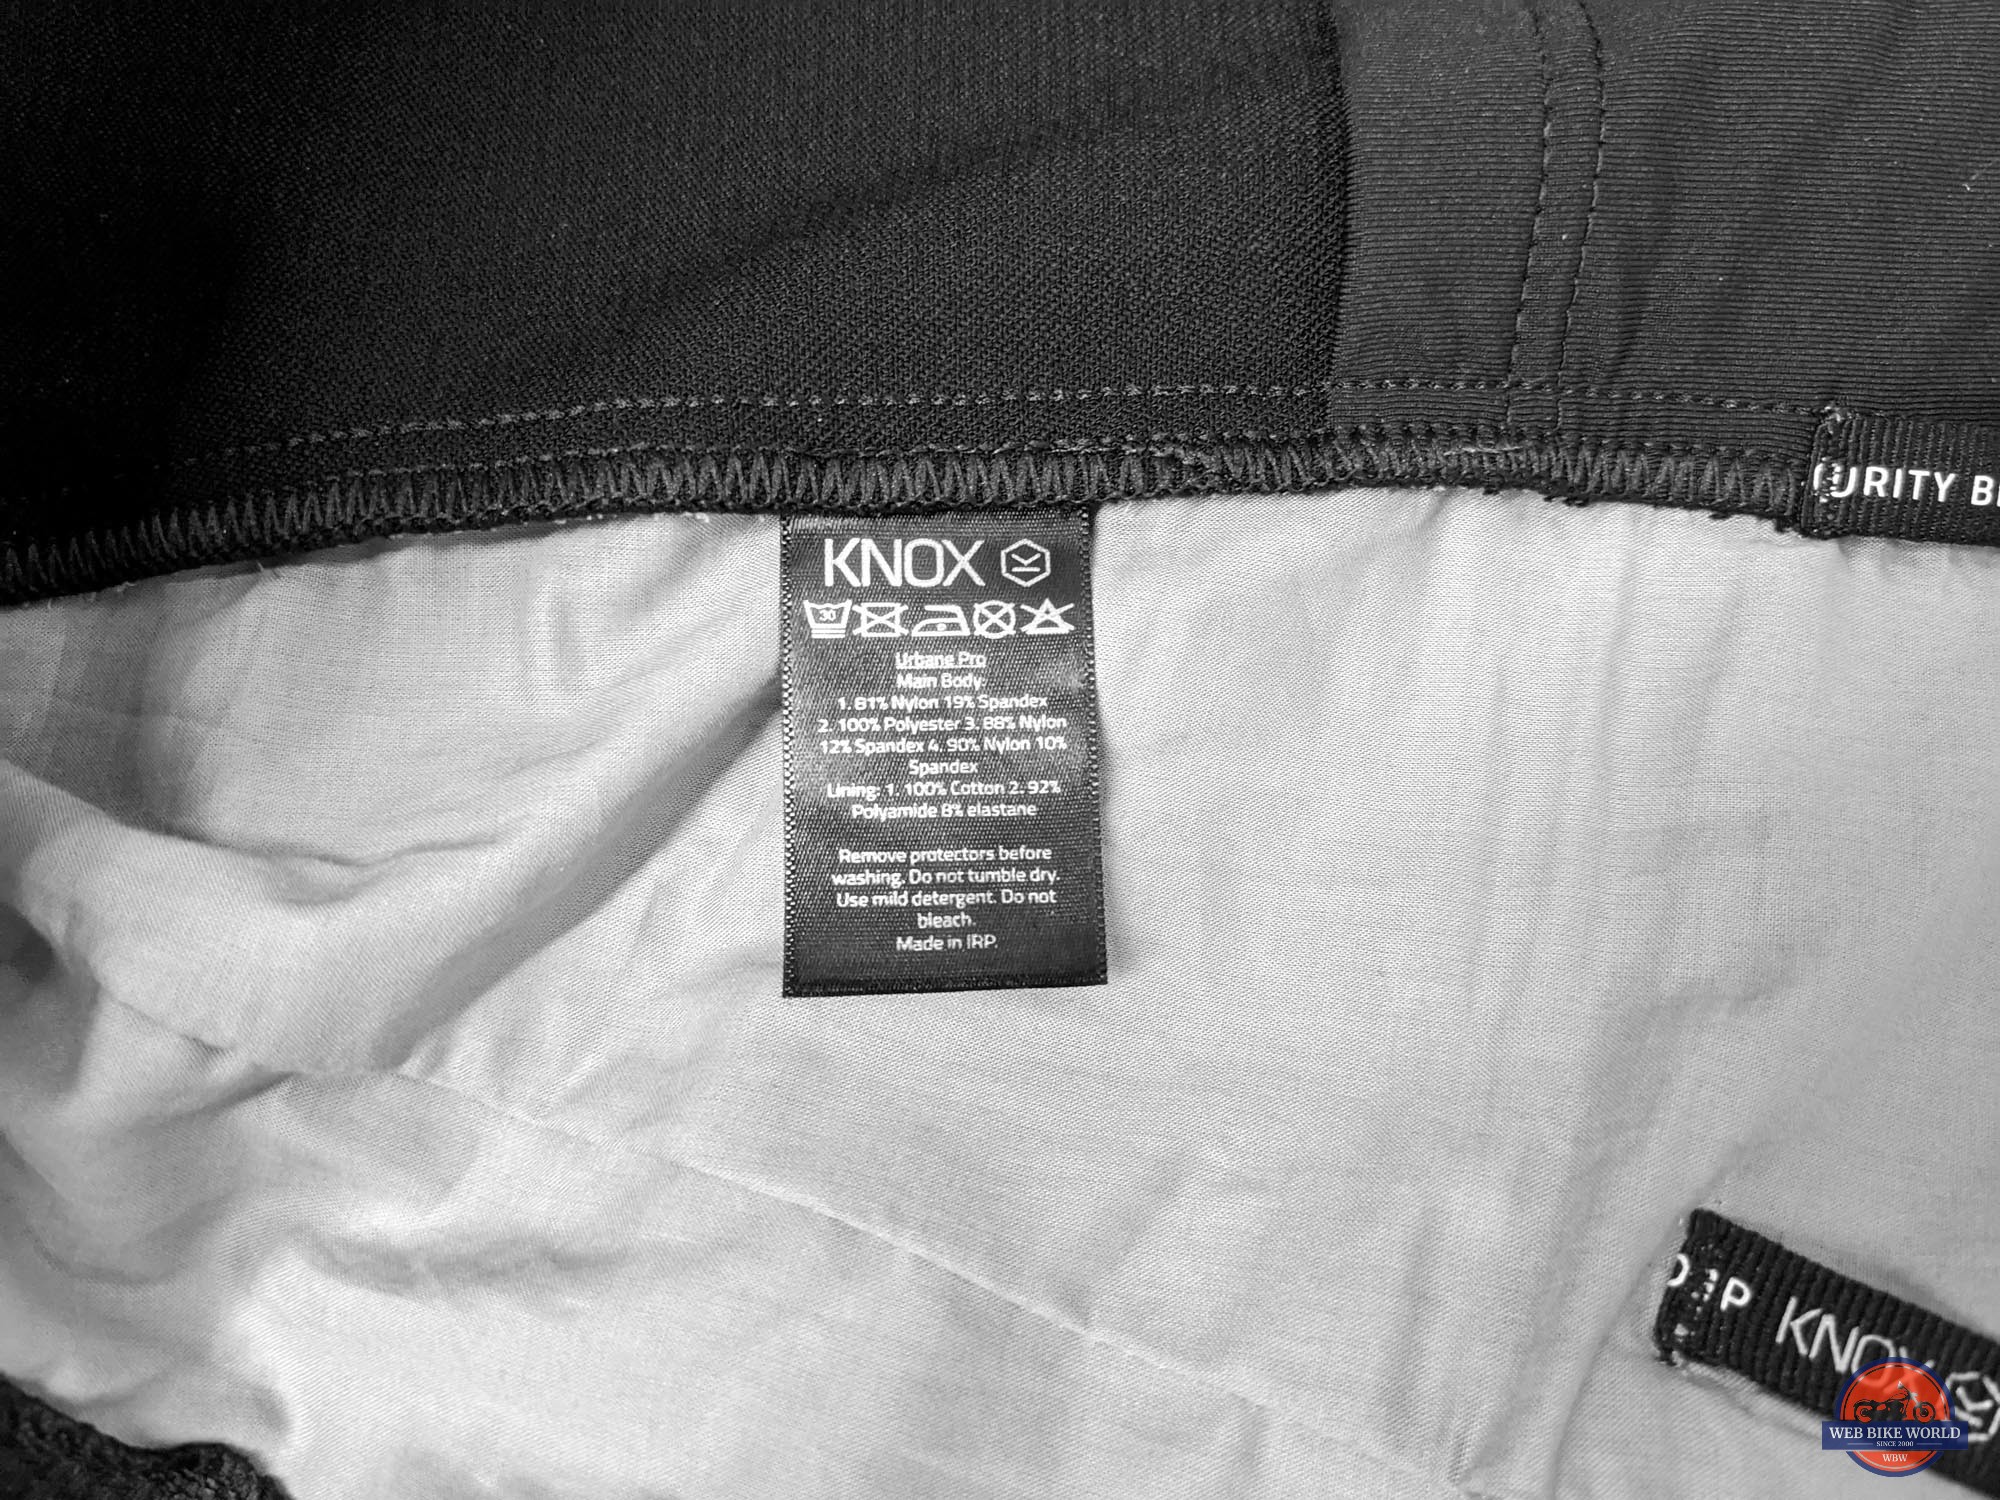 URITY B
KNOX
30
Urbane Pro
Main Body:
1. 81% Nylon 19% Spandex
2. 100% Polyester 3. 88% Nylon
12% Spandex 4. 90% Nylon 10%
Spandex
Lining: 1. 100% Cotton 2. 92%
Polyamide 8% elastane
Remove protectors before
washing. Do not tumble dry.
Use mild detergent. Do not
bleach.
Made in IRP.
KNOX
WEB BIKE WORLD
SINCE 2000
WBW